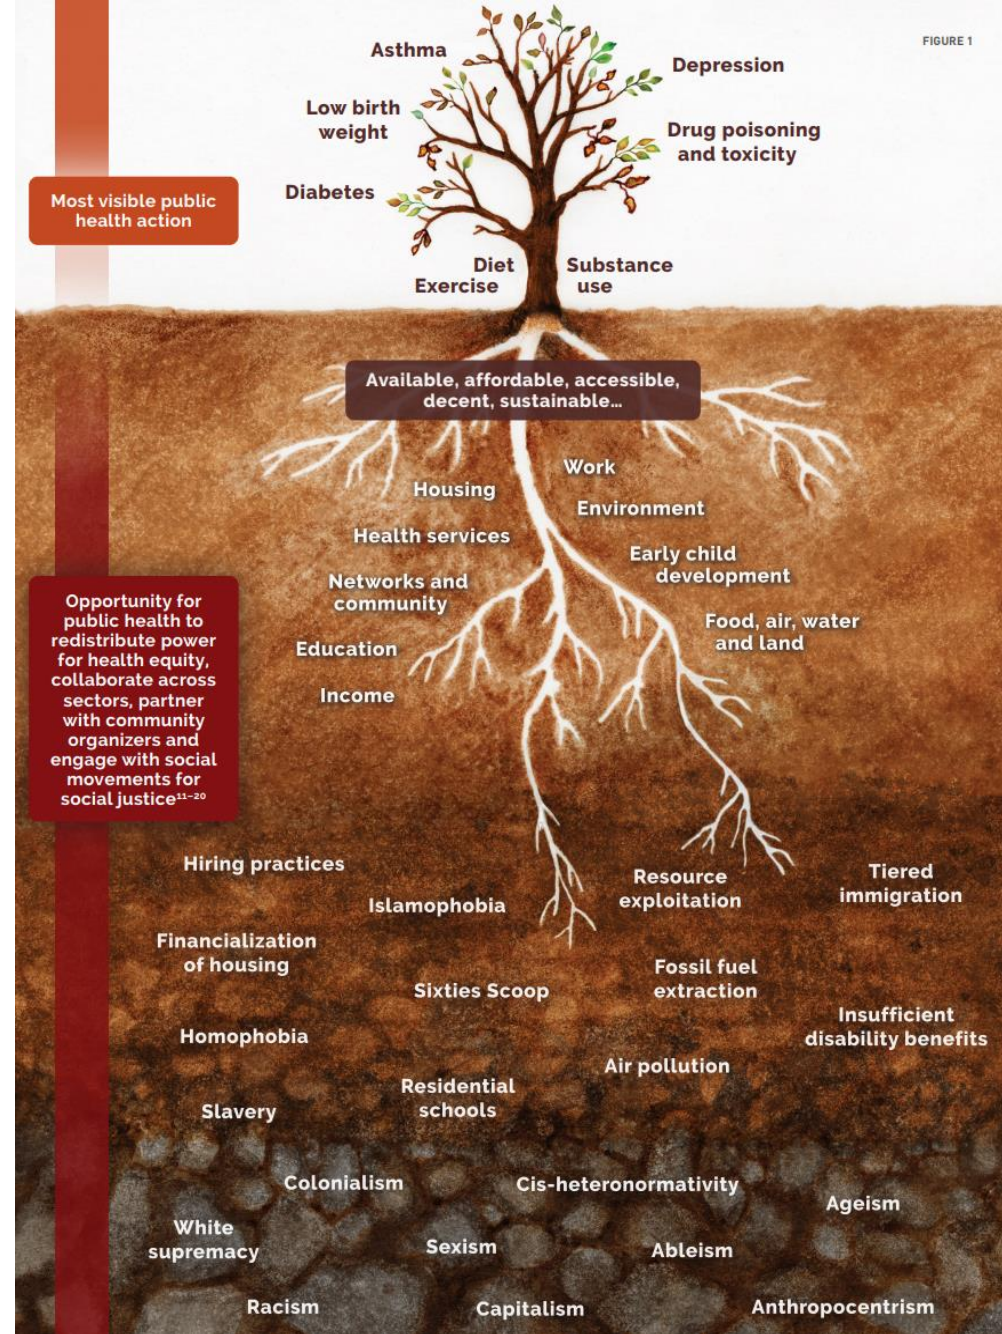 FIGURE 1
Asthma
Depression
Low birth
weight
Drug poisoning
and toxicity
Diabetes
Most visible public
health action
Diet
Exercise
Substance
use
Available, affordable, accessible,
decent, sustainable...
Work
Housing
Environment
Health services
Early child
development
Networks and
community
Food, air, water
and land
Education
Income
Opportunity for
public health to
redistribute power
for health equity,
collaborate across
sectors, partner
with community
organizers and
engage with social
movements for
social justice¹¹⁻²⁰
Hiring practices
Islamophobia
Resource
exploitation
Tiered
immigration
Financialization
of housing
Sixties Scoop
Fossil fuel
extraction
Insufficient
disability benefits
Homophobia
Air pollution
Residential
schools
Slavery
Colonialism
Cis-heteronormativity
Ageism
White
supremacy
Sexism
Ableism
Racism
Capitalism
Anthropocentrism